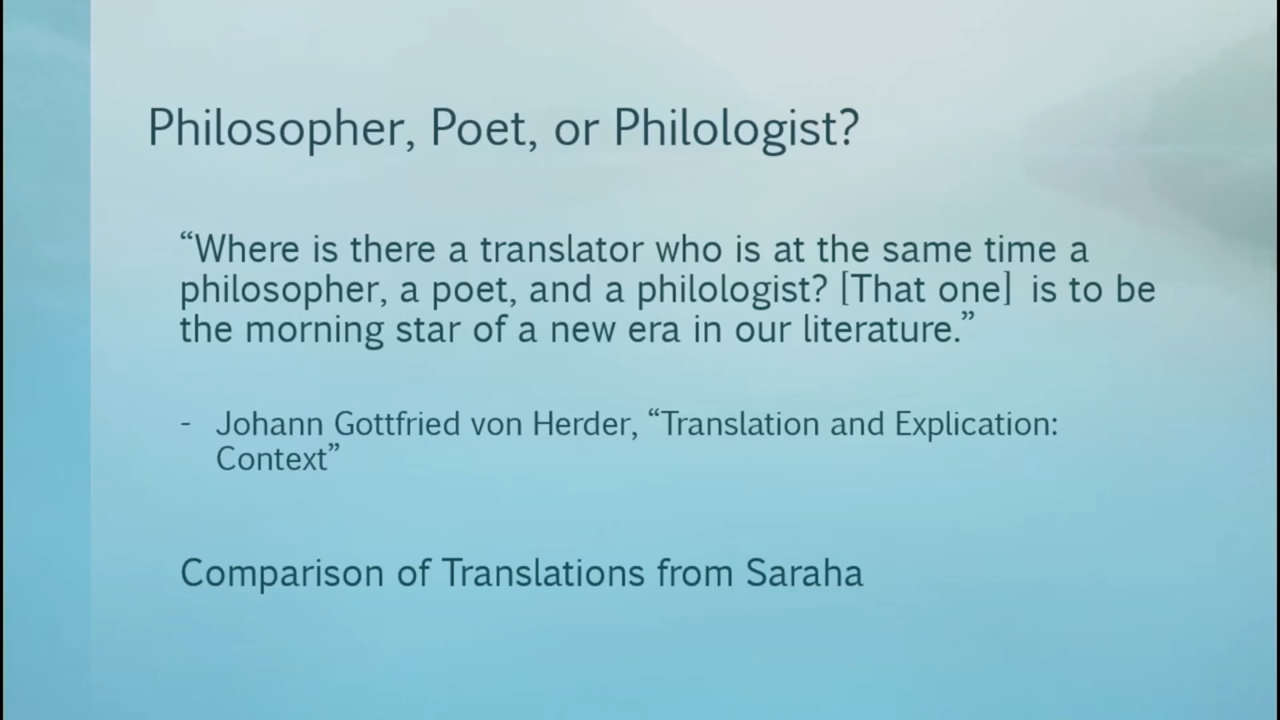 Philosopher, Poet, or Philologist?
“Where is there a translator who is at the same time a
philosopher, a poet, and a philologist? [That one] is to be
the morning star of a new era in our literature.”
- Johann Gottfried von Herder, “Translation and Explication:
Context”
Comparison of Translations from Saraha